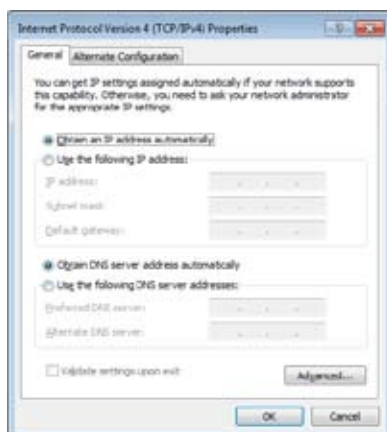 Internet Protocol Version 4 (TCP/IPv4) Properties
General
Alternate Configuration
You can get IP settings assigned automatically if your network supports
this capability. Otherwise, you need to ask your network administrator
for the appropriate IP settings.
Obtain an IP address automatically
Use the following IP address:
IP address:
Subnet mask:
Default gateway:
Obtain DNS server address automatically
Use the following DNS server addresses:
Preferred DNS server:
Alternate DNS server:
Validate settings upon exit
Advanced...
OK
Cancel